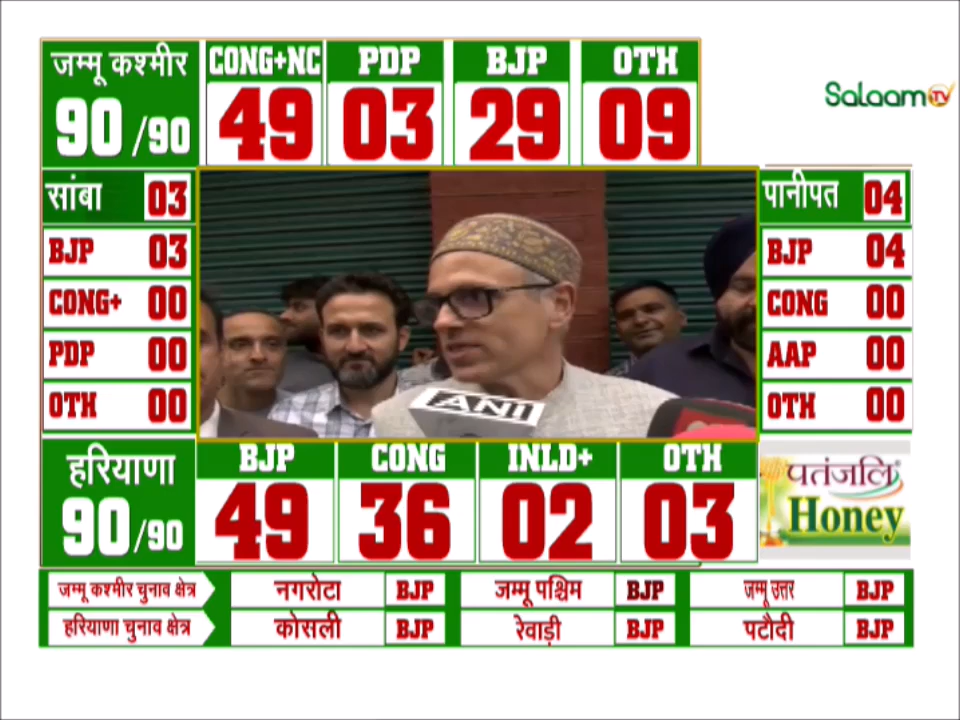 जम्मू कश्मीर CONG+NC PDP BJP OTH
90/90 49 03 29 09
Salaam TV
सांबा 03
BJP 03
CONG+ 00
PDP 00
OTH 00
ANI
पानीपत 04
BJP 04
CONG 00
AAP 00
OTH 00
हरियाणा BJP CONG INLD+ OTH
90/90 49 36 02 03
पतंजलि
Honey
जम्मू कश्मीर चुनाव क्षेत्र नगरोटा BJP जम्मू पश्चिम BJP जम्मू उत्तर BJP
हरियाणा चुनाव क्षेत्र कोसली BJP रेवाड़ी BJP पटौदी BJP